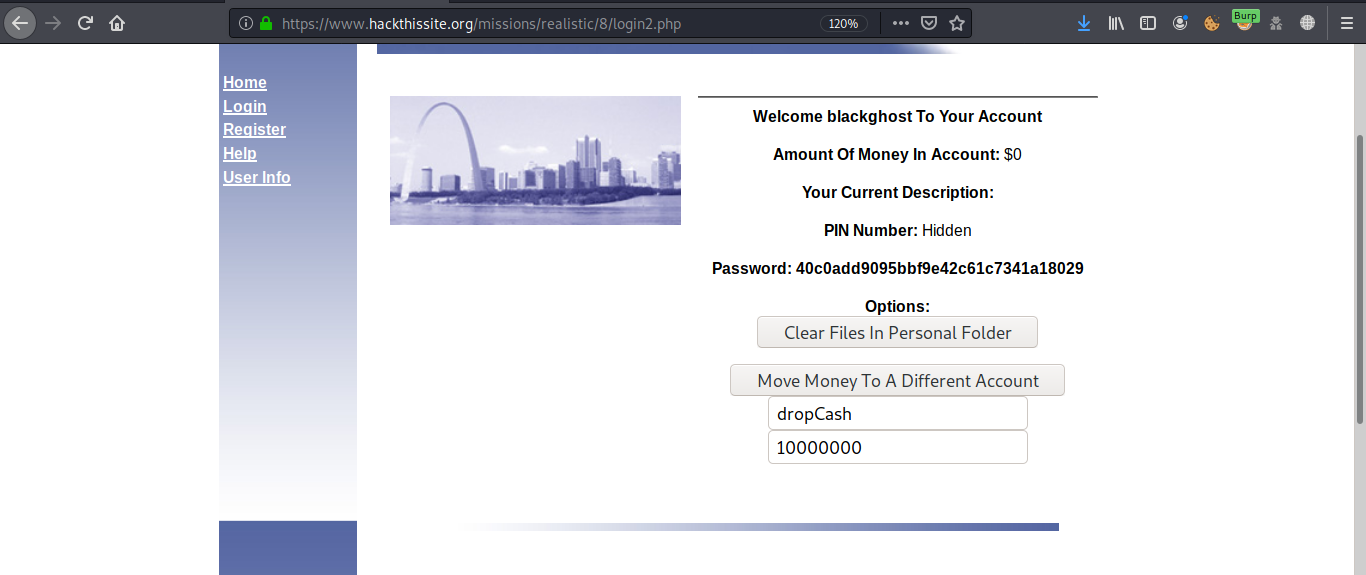 https://www.hackthissite.org/missions/realistic/8/login2.php
120%
Burp
Home
Login
Register
Help
User Info
Welcome blackghost To Your Account
Amount Of Money In Account: $0
Your Current Description:
PIN Number: Hidden
Password: 40c0add9095bbf9e42c61c7341a18029
Options:
Clear Files In Personal Folder
Move Money To A Different Account
dropCash
10000000